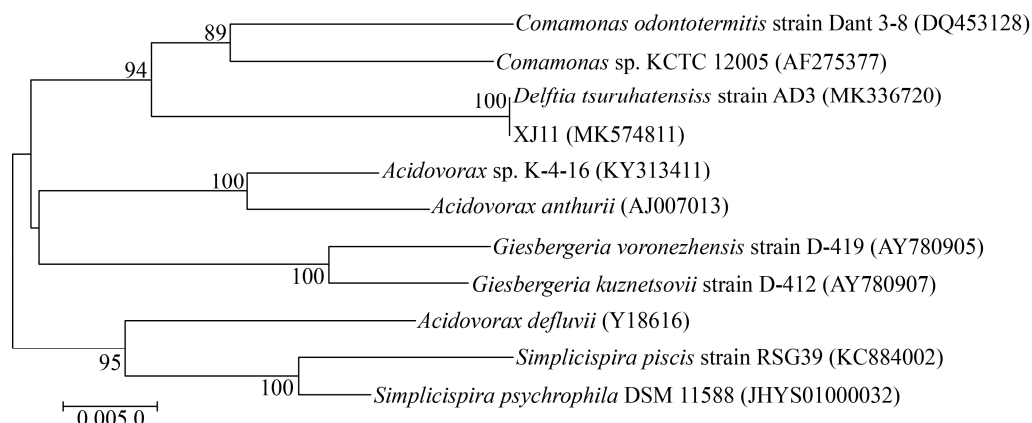 89
Comamonas odontotermitis strain Dant 3-8 (DQ453128)
Comamonas sp. KCTC 12005 (AF275377)
94
100
Delftia tsuruhatensiss strain AD3 (MK336720)
XJ11 (MK574811)
Acidovorax sp. K-4-16 (KY313411)
100
Acidovorax anthurii (AJ007013)
Giesbergeria voronezhensis strain D-419 (AY780905)
100
Giesbergeria kuznetsovii strain D-412 (AY780907)
Acidovorax defluvii (Y18616)
95
Simplicispira piscis strain RSG39 (KC884002)
100
Simplicispira psychrophila DSM 11588 (JHYS01000032)
0.005 0